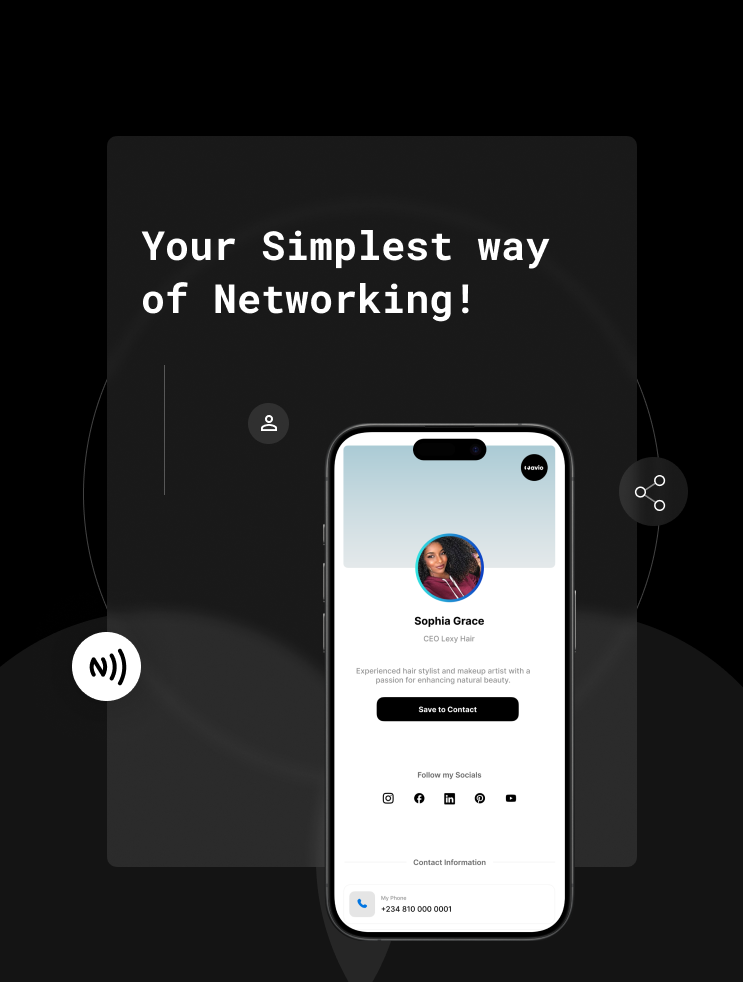 Your Simplest way
of Networking!
avio
Sophia Grace
CEO Lexy Hair
Experienced hair stylist and makeup artist with a
passion for enhancing natural beauty.
Save to Contact
Follow my Socials
Contact Information
My Phone
+234 810 000 0001